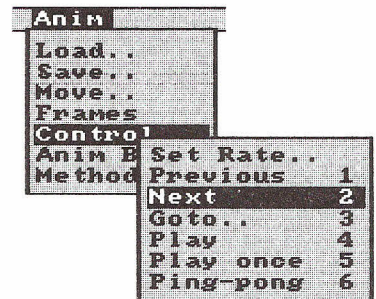 Anim
Load..
Save..
Move..
Frames
Control
Anim B
Method
Set Rate..
Previous 1
Next 2
Goto.. 3
Play 4
Play once 5
Ping-pong 6